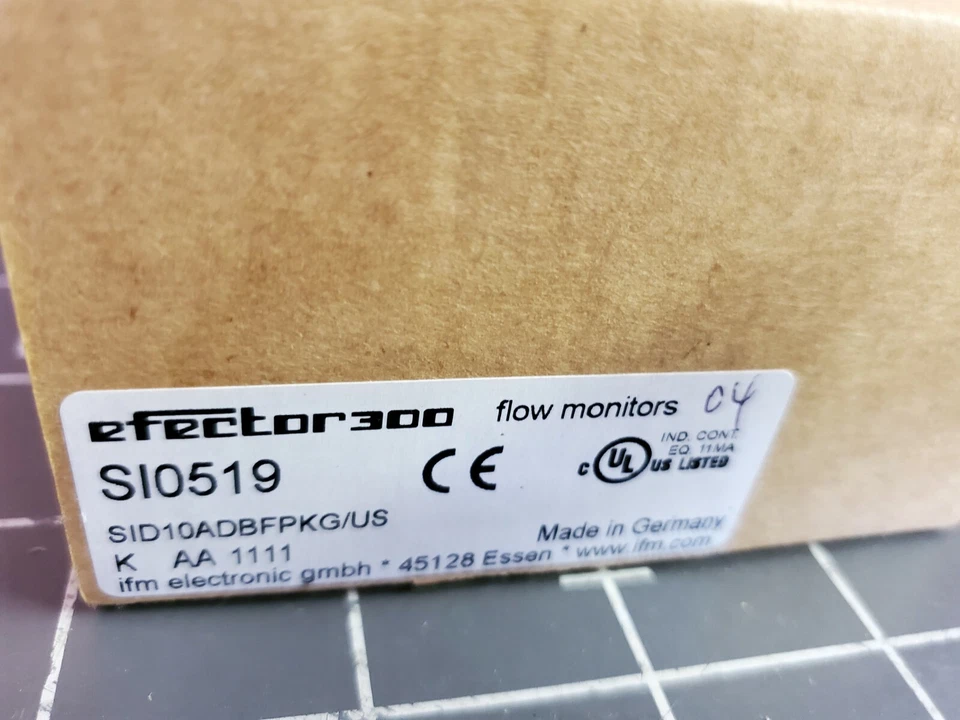 efector300 flow monitors 04
SI0519 CE
IND. CONT.
EQ. 11MA
c UL US LISTED
SID10ADBFPKG/US
K AA 1111
Made in Germany
ifm electronic gmbh * 45128 Essen * www.ifm.com